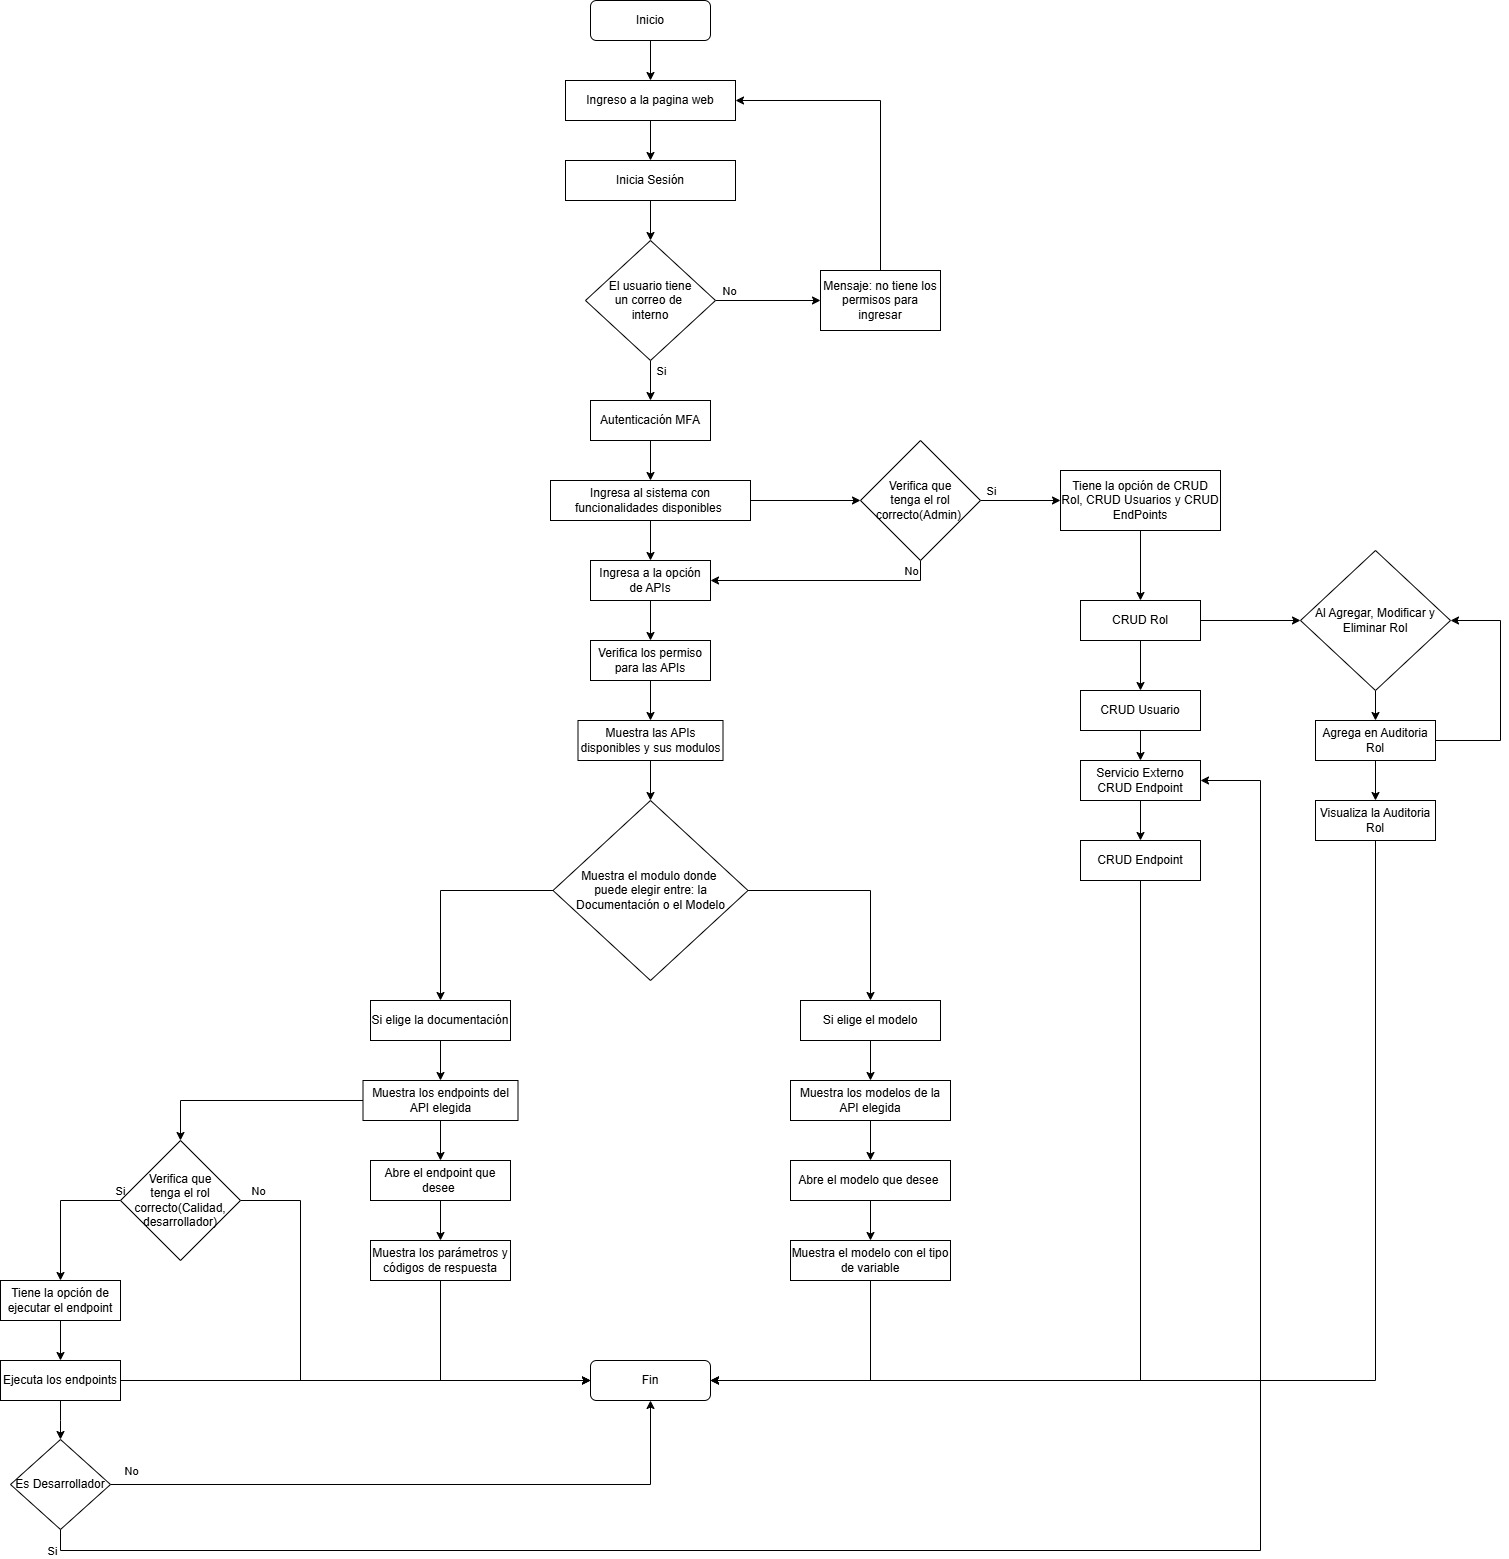 Inicio
Ingreso a la pagina web
Inicia Sesión
El usuario tiene
un correo de
interno
No
Mensaje: no tiene los
permisos para
ingresar
Si
Autenticación MFA
Ingresa al sistema con
funcionalidades disponibles
Verifica que
tenga el rol
correcto(Admin)
Si
Tiene la opción de CRUD
Rol, CRUD Usuarios y CRUD
EndPoints
No
Ingresa a la opción
de APIs
CRUD Rol
Al Agregar, Modificar y
Eliminar Rol
Verifica los permiso
para las APIs
CRUD Usuario
Muestra las APIs
disponibles y sus modulos
Agrega en Auditoria
Rol
Servicio Externo
CRUD Endpoint
Visualiza la Auditoria
Rol
CRUD Endpoint
Muestra el modulo donde
puede elegir entre: la
Documentación o el Modelo
Si elige la documentación
Si elige el modelo
Muestra los endpoints del
API elegida
Muestra los modelos de la
API elegida
Verifica que
tenga el rol
correcto(Calidad,
desarrollador)
Si
No
Abre el endpoint que
desee
Abre el modelo que desee
Muestra los parámetros y
códigos de respuesta
Muestra el modelo con el tipo
de variable
Tiene la opción de
ejecutar el endpoint
Ejecuta los endpoints
Fin
Es Desarrollador
No
Si